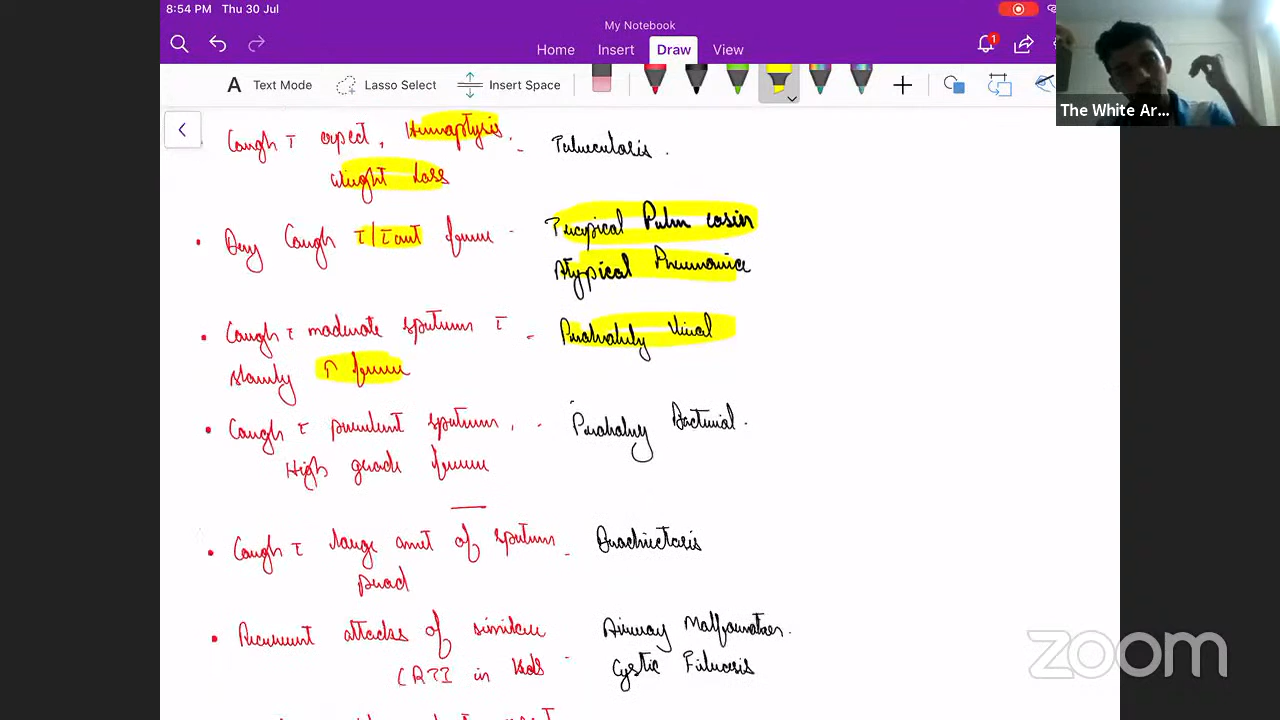 8:54 PM Thu 30 Jul
My Notebook
Home Insert Draw View
1
Text Mode Lasso Select Insert Space
The White Ar...
Cough c̄ expect, Hemoptysis - Tuberculosis.
Weight Loss
• Dry Cough c̄/c̄out fever - Tropical Pulm eosin
Atypical Pneumonia
• Cough c̄ moderate sputum c̄ - Probably Viral
slowly ↑ fever
• Cough c̄ purulent sputum, - Probably Bacterial.
High grade fever
• Cough c̄ large amt of sputum - Bronchiectasis
prod
• Recurrent attacks of similar Airway Malformation.
LRTI in kids - Cystic Fibrosis
zoom